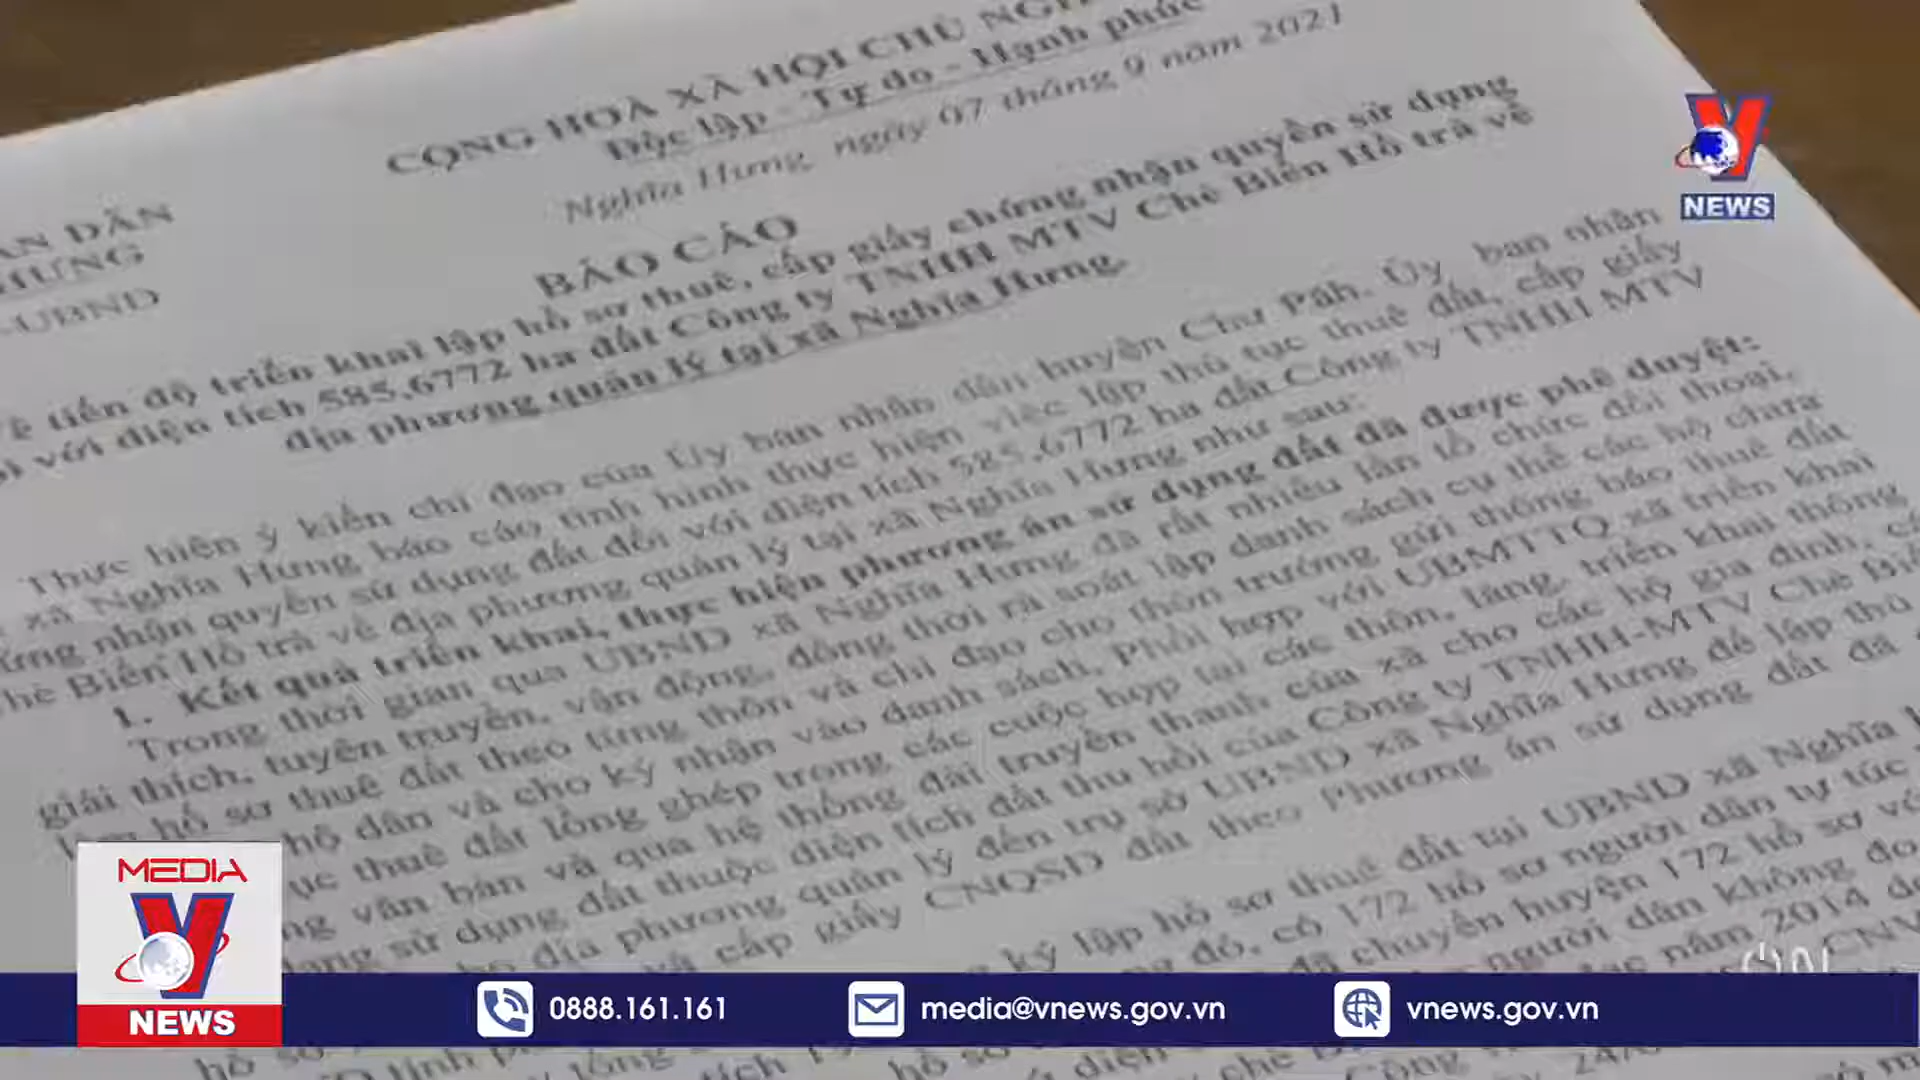 CỘNG HOÀ XÃ HỘI CHỦ NGHĨ
Độc lập - Tự do - Hạnh phúc
Nghĩa Hưng, ngày 07 tháng 9 năm 2021
AN DÂN
HƯNG
-UBND
BÁO CÁO
Về tiến độ triển khai lập hồ sơ thuê, cấp giấy chứng nhận quyền sử dụng
với diện tích 585,6772 ha đất Công ty TNHH MTV Chè Biển Hồ trả về
địa phương quản lý tại xã Nghĩa Hưng.
Thực hiện ý kiến chỉ đạo của Ủy ban nhân dân huyện Chư Păh. Ủy ban nhân
xã Nghĩa Hưng báo cáo tình hình thực hiện việc lập thủ tục thuê đất, cấp giấy
ứng nhận quyền sử dụng đất đối với diện tích 585,6772 ha đất Công ty TNHH MTV
Chè Biển Hồ trả về địa phương quản lý tại xã Nghĩa Hưng như sau:
1. Kết quả triển khai, thực hiện phương án sử dụng đất đã được phê duyệt:
Trong thời gian qua UBND xã Nghĩa Hưng đã rất nhiều lần tổ chức đối thoại,
giải thích, tuyên truyền, vận động, đồng thời rà soát lập danh sách cụ thể các hộ chưa
hồ sơ thuê đất theo từng thôn và chỉ đạo cho thôn trưởng gửi thông báo thuê đất
hộ dân và cho ký nhận vào danh sách. Phối hợp với UBMTTQ xã triển khai
ục thuê đất lồng ghép trong các cuộc họp tại các thôn, làng, triển khai thông
ng văn bản và qua hệ thống đài truyền thanh của xã cho các hộ gia đình, cá
ang sử dụng đất thuộc diện tích đất thu hồi của Công ty TNHH-MTV Chè Biể
địa phương quản lý đến trụ sở UBND xã Nghĩa Hưng để lập thủ
cấp giấy CNQSD đất theo Phương án sử dụng đất đã
ký lập hồ sơ thuê đất tại UBND xã Nghĩa
đó, có 172 hồ sơ người dân tự túc
đã chuyển huyện 172 hồ sơ
người dân không đo
năm 2014
V
NEWS
MEDIA
V
NEWS
0888.161.161
media@vnews.gov.vn
vnews.gov.vn